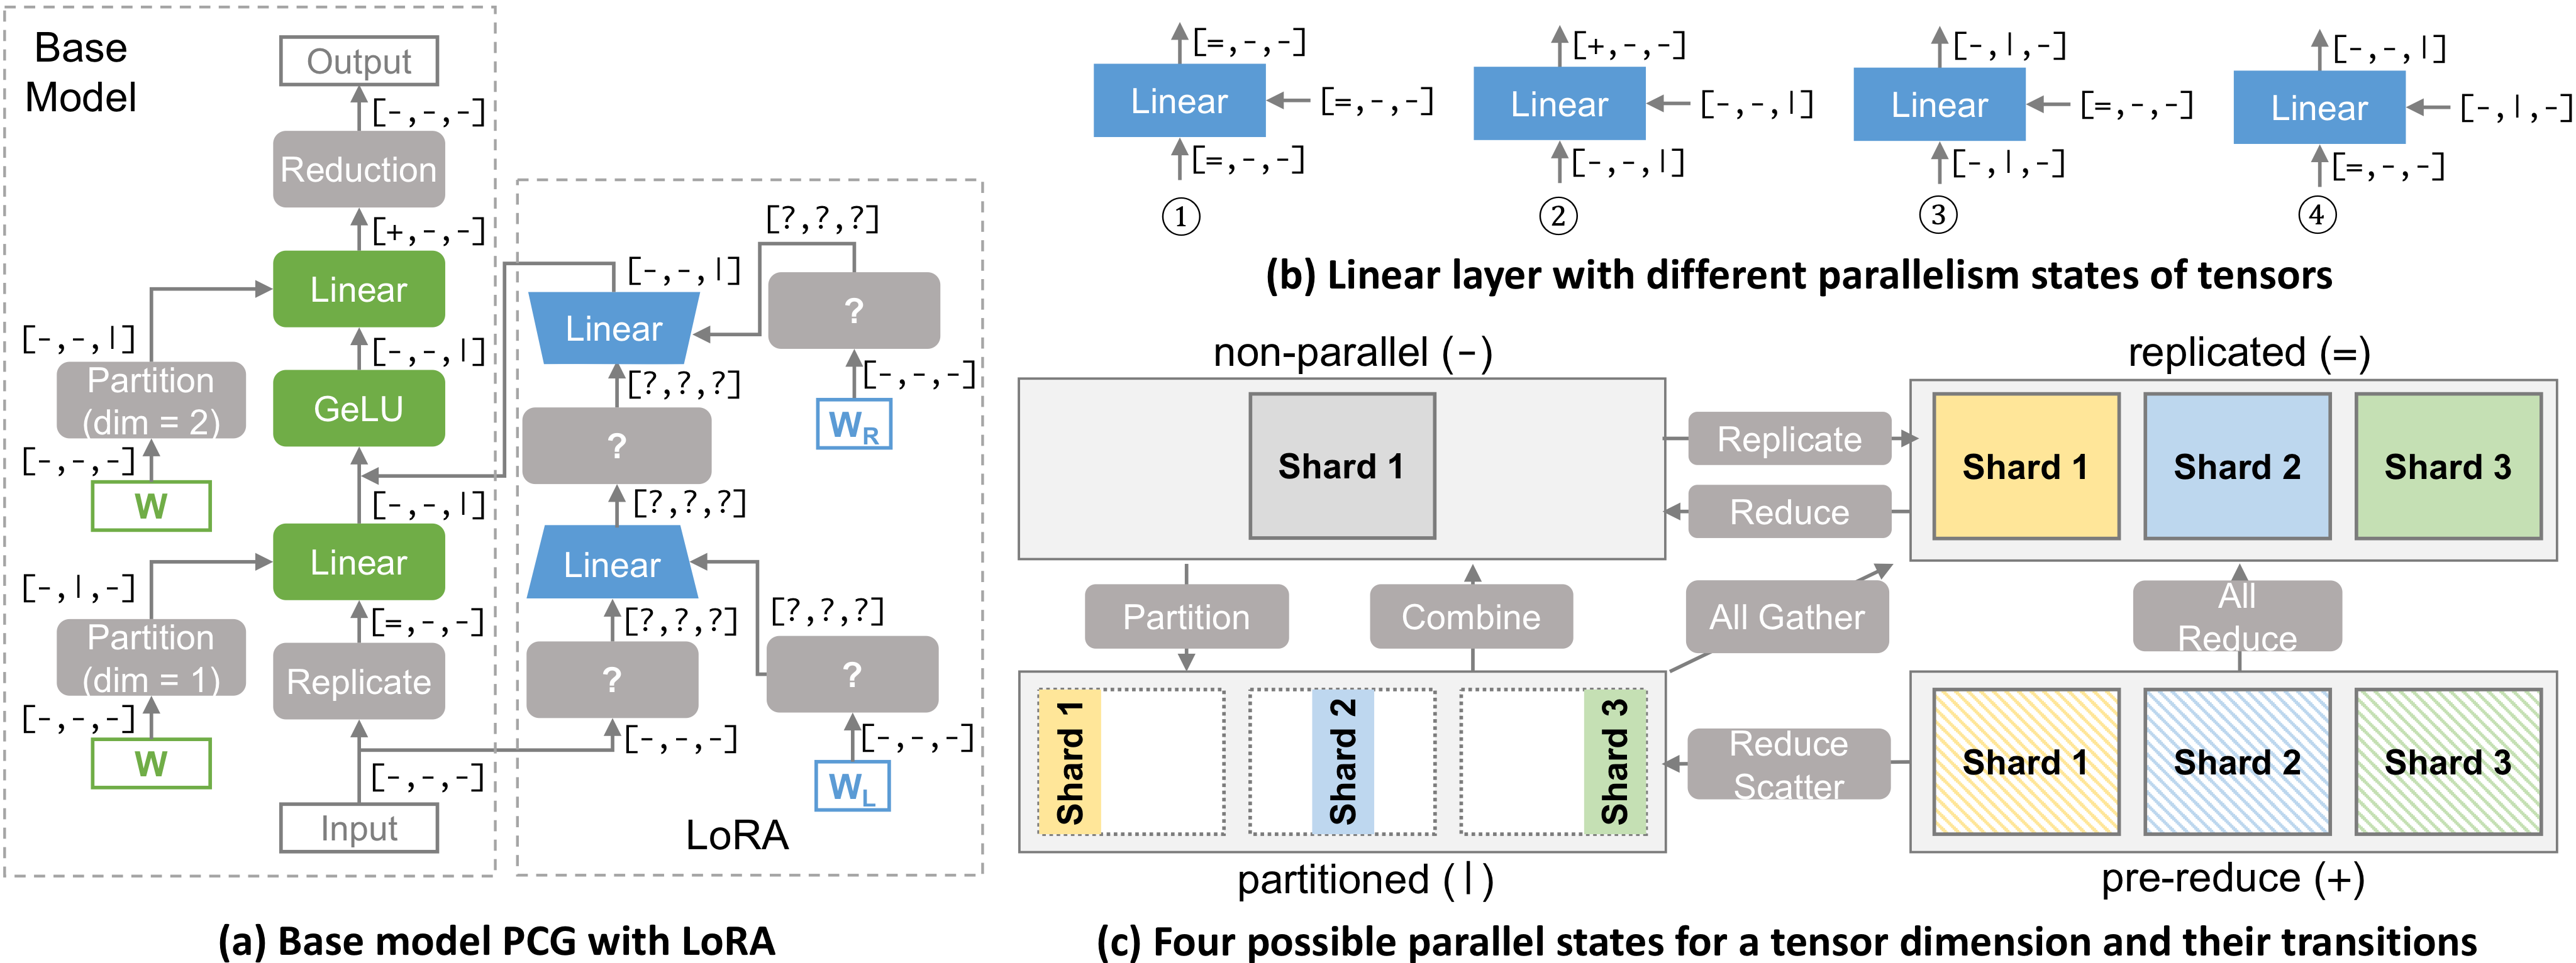 Base
Model
Output
[-,-,-]
Reduction
[+,-,-]
Linear
[-,-,|]
Partition
(dim = 2)
[-,-,|]
GeLU
[-,-,-]
W
[-,-,|]
Linear
[-,|,-]
Partition
(dim = 1)
[=,-,-]
Replicate
[-,-,-]
W
[-,-,-]
Input
[?,?,?]
[-,-,|]
Linear
?
[?,?,?]
[-,-,-]
W_R
?
[?,?,?]
Linear
[?,?,?]
[?,?,?]
?
?
[-,-,-]
[-,-,-]
W_L
LoRA
(a) Base model PCG with LoRA
[=,-,-]
Linear
[=,-,-]
[=,-,-]
①
[+,-,-]
Linear
[-,-,|]
[-,-,|]
②
[-,|,-]
Linear
[=,-,-]
[-,|,-]
③
[-,-,|]
Linear
[-,|,-]
[=,-,-]
④
(b) Linear layer with different parallelism states of tensors
non-parallel (-)
Shard 1
Replicate
Reduce
replicated (=)
Shard 1
Shard 2
Shard 3
Partition
Combine
All Gather
All
Reduce
Shard 1
Shard 2
Shard 3
partitioned (|)
Reduce
Scatter
Shard 1
Shard 2
Shard 3
pre-reduce (+)
(c) Four possible parallel states for a tensor dimension and their transitions